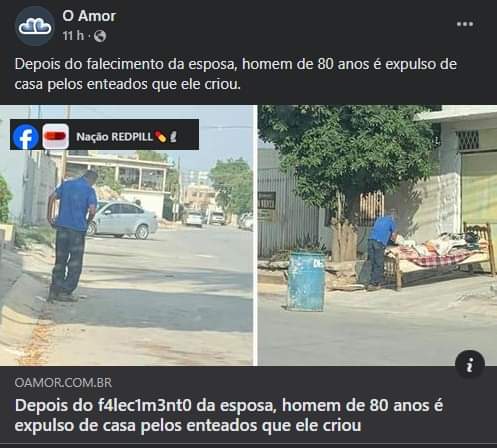 O Amor
11 h ·
Depois do falecimento da esposa, homem de 80 anos é expulso de
casa pelos enteados que ele criou.
Nação REDPILL
OAMOR.COM.BR
Depois do f4lec1m3nt0 da esposa, homem de 80 anos é
expulso de casa pelos enteados que ele criou